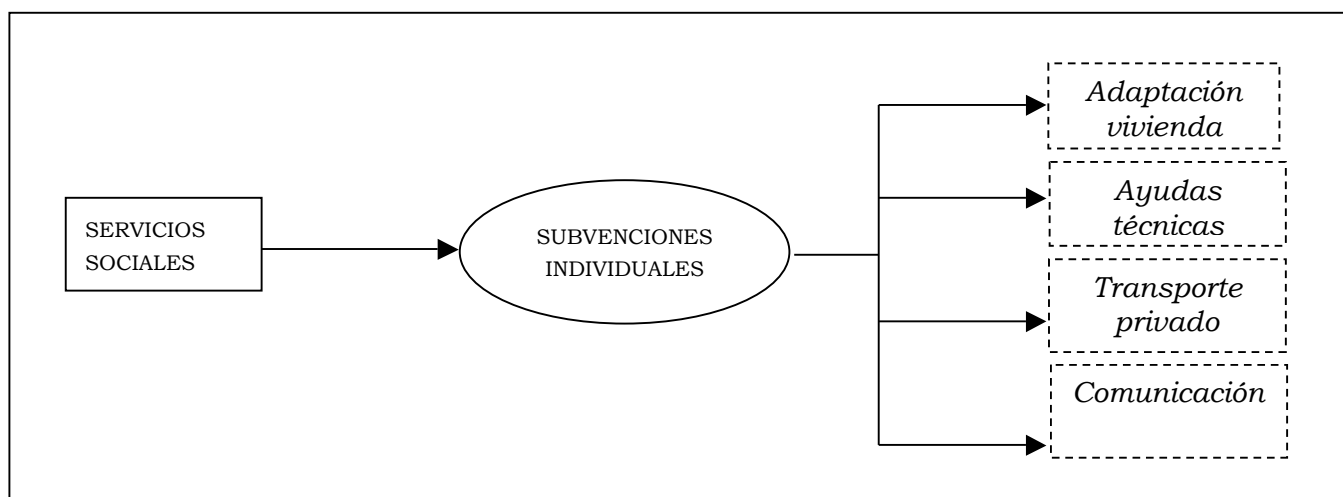 SERVICIOS
SOCIALES
SUBVENCIONES
INDIVIDUALES
Adaptación
vivienda
Ayudas
técnicas
Transporte
privado
Comunicación